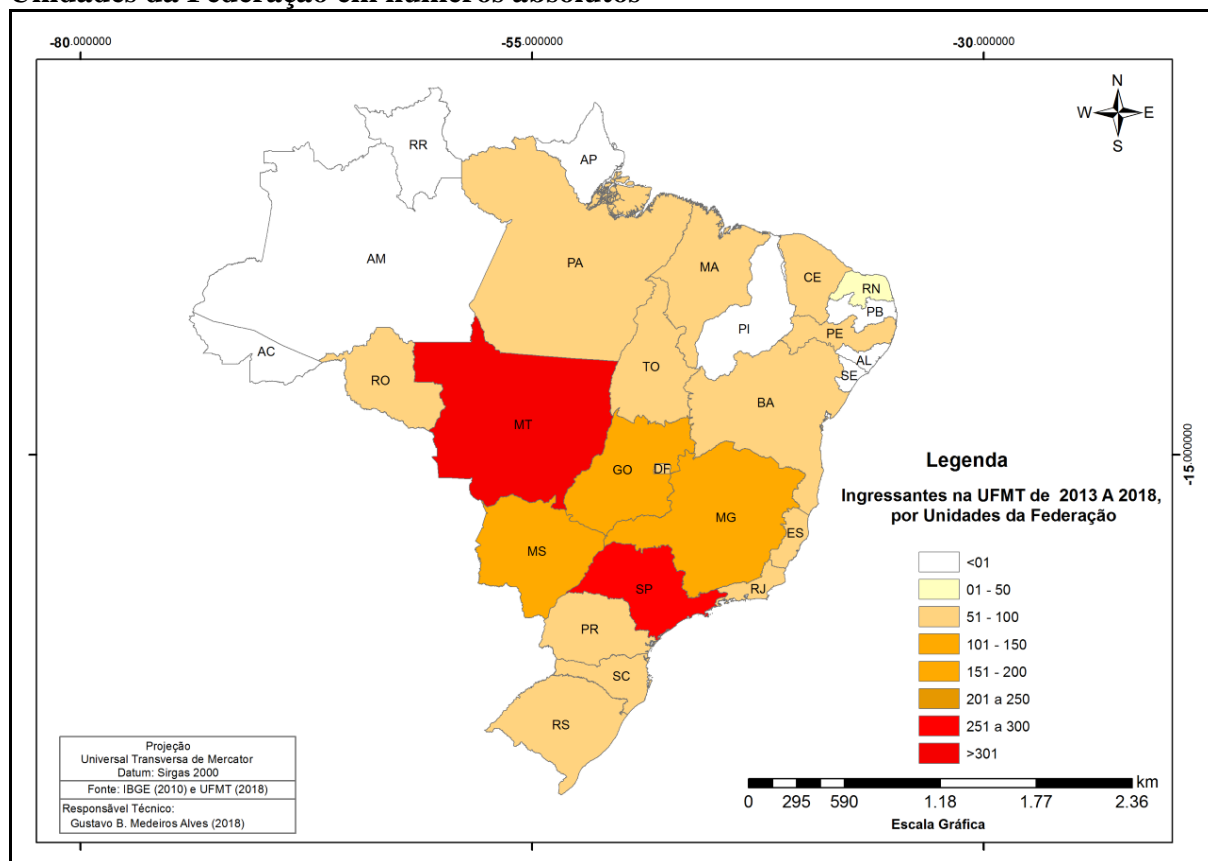 Unidades da Federação em números absolutos
-80.000000
-55.000000
-30.000000
N
W E
S
RR
AP
AM
PA
MA
CE
RN
PB
PI
PE
AC
AL
SE
TO
RO
BA
MT
-15.000000
GO
DF
Legenda
Ingressantes na UFMT de 2013 A 2018,
por Unidades da Federação
MG
MS
ES
<01
SP
RJ
01 - 50
51 - 100
PR
101 - 150
151 - 200
SC
201 a 250
RS
251 a 300
>301
Projeção
Universal Transversa de Mercator
Datum: Sirgas 2000
Fonte: IBGE (2010) e UFMT (2018)
Responsável Técnico:
Gustavo B. Medeiros Alves (2018)
km
0 295 590 1.18 1.77 2.36
Escala Gráfica